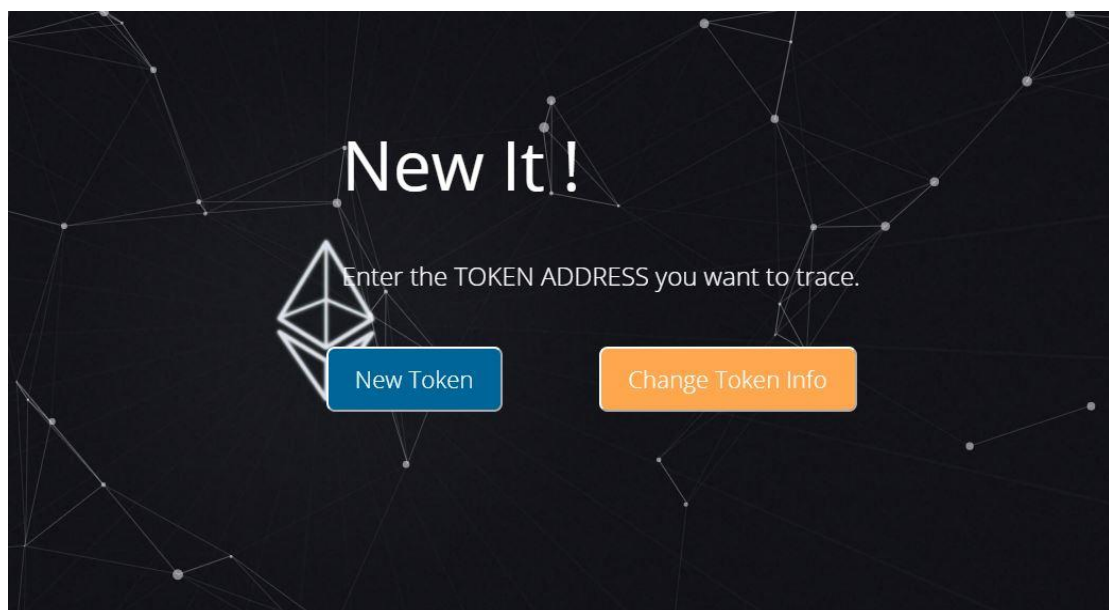 New It !
Enter the TOKEN ADDRESS you want to trace.
New Token
Change Token Info